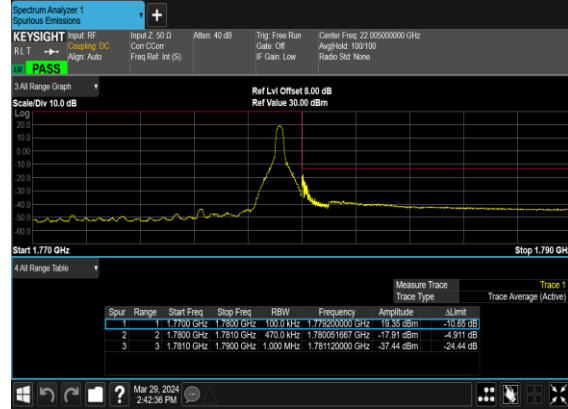 Spectrum Analyzer 1
Spurious Emissions
KEYSIGHT Input: RF Input Z: 50 Ω Atten: 40 dB Trig: Free Run Center Freq: 22.005000000 GHz
RLT Coupling: DC Corr CCorr Gate: Off Avg|Hold: 100/100
Align: Auto Freq Ref: Int (S) IF Gain: Low Radio Std: None
PASS
3 All Range Graph
Ref Lvl Offset 8.00 dB
Scale/Div 10.0 dB Ref Value 30.00 dBm
Log
20.0
10.0
0.00
-10.0
-20.0
-30.0
-40.0
-50.0
-60.0
Start 1.770 GHz Stop 1.790 GHz
4 All Range Table
Measure Trace Trace 1
Trace Type Trace Average (Active)
Spur Range Start Freq Stop Freq RBW Frequency Amplitude ΔLimit
1 1 1.7700 GHz 1.7800 GHz 100.0 kHz 1.779200000 GHz 19.35 dBm -10.65 dB
2 2 1.7800 GHz 1.7810 GHz 470.0 kHz 1.780051667 GHz -17.91 dBm -4.911 dB
3 3 1.7810 GHz 1.7900 GHz 1.000 MHz 1.781120000 GHz -37.44 dBm -24.44 dB
? Mar 29, 2024
2:42:36 PM